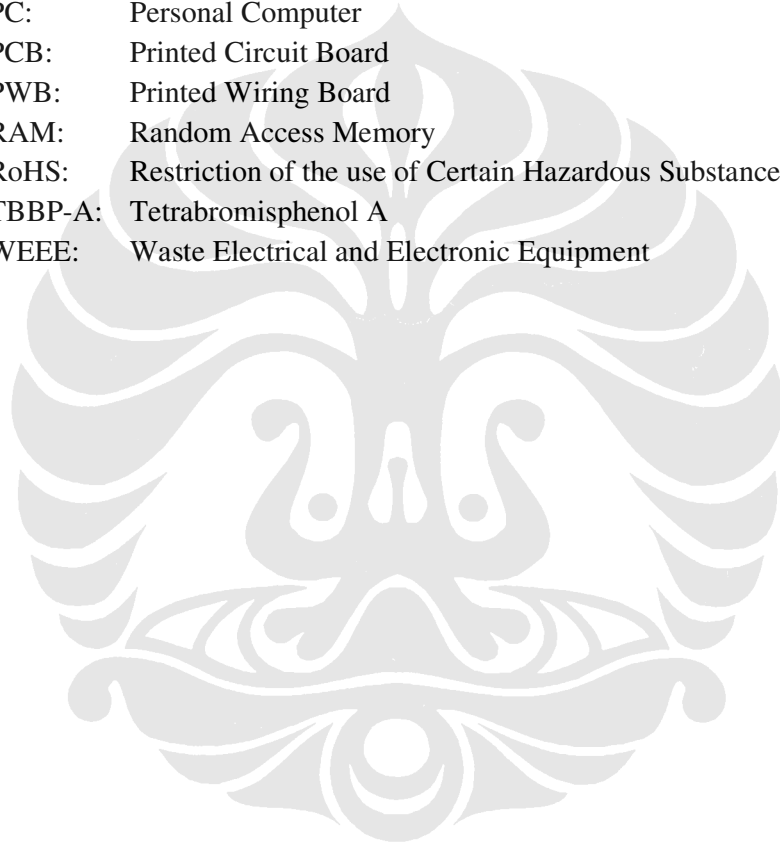 PC: Personal Computer
PCB: Printed Circuit Board
PWB: Printed Wiring Board
RAM: Random Access Memory
RoHS: Restriction of the use of Certain Hazardous Substance
TBBP-A: Tetrabromisphenol A
WEEE: Waste Electrical and Electronic Equipment